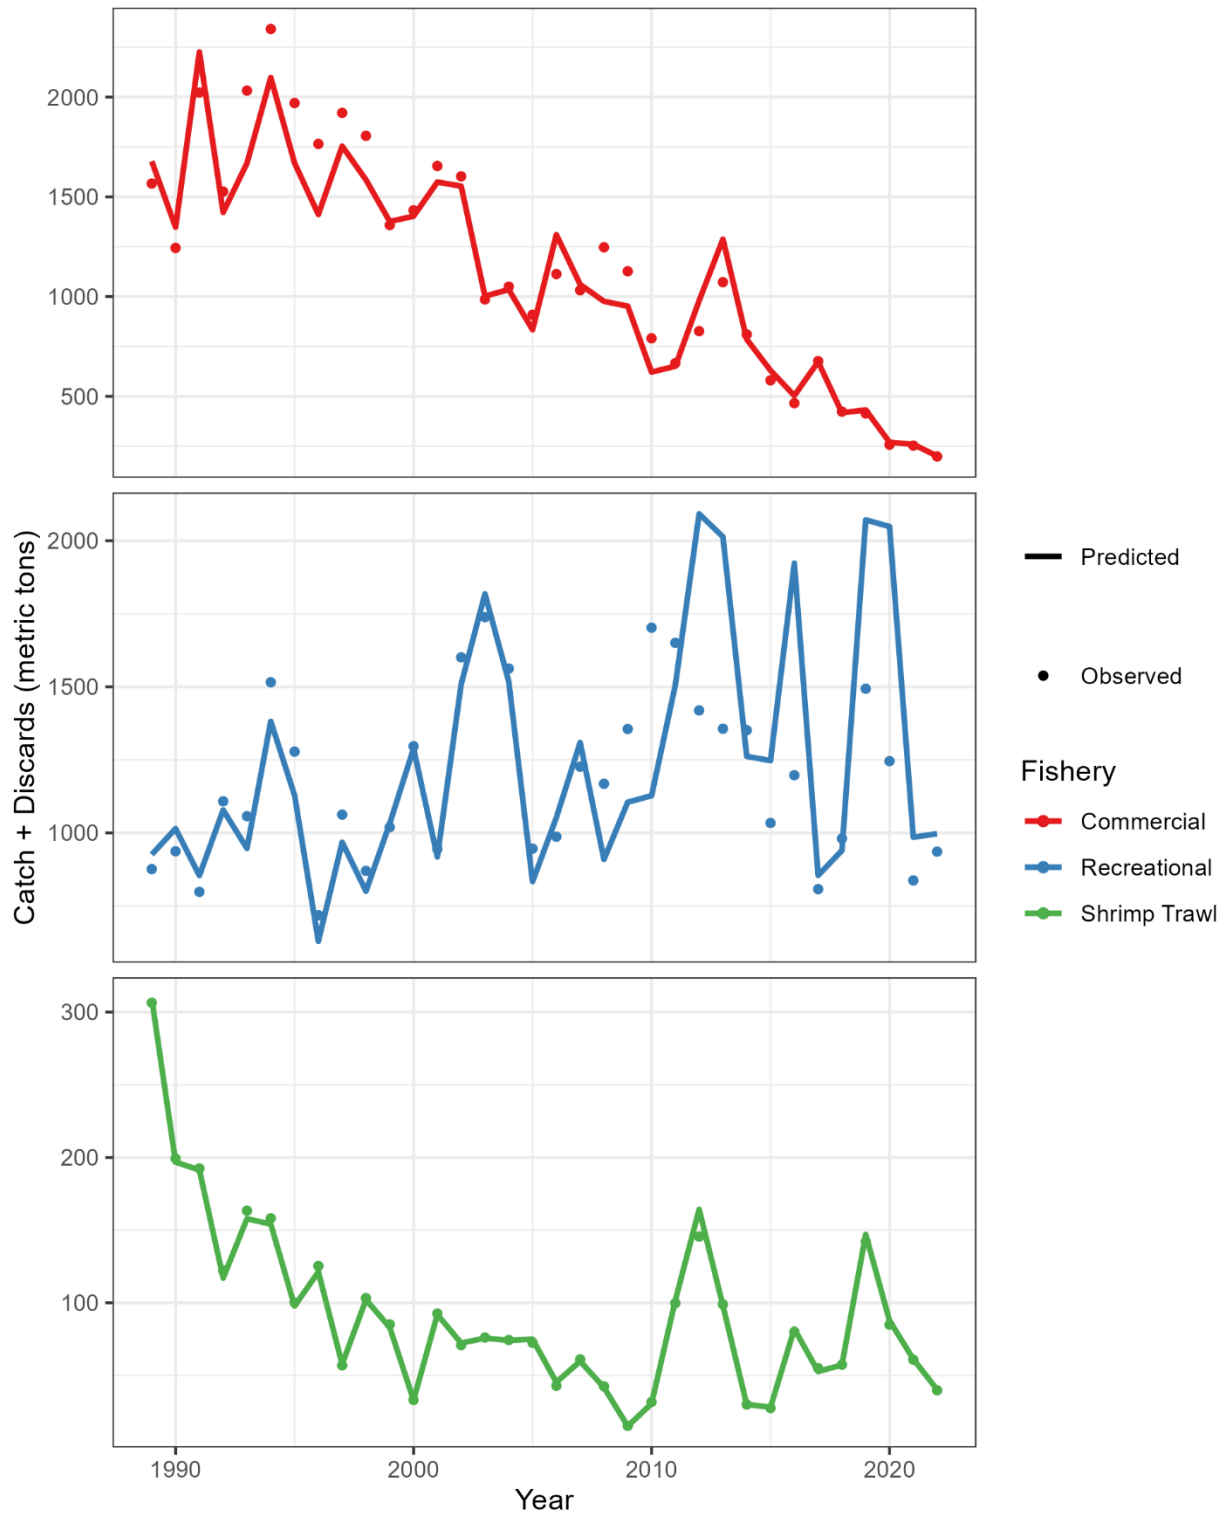 2000
1500
1000
500
2000
1500
1000
300
200
100
1990
2000
2010
2020
Year
Catch + Discards (metric tons)
Predicted
Observed
Fishery
Commercial
Recreational
Shrimp Trawl